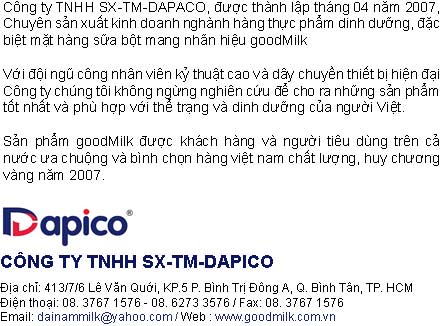 Công ty TNHH SX-TM-DAPACO, được thành lập tháng 04 năm 2007,
Chuyên sản xuất kinh doanh nghành hàng thực phẩm dinh dưỡng, đặc
biệt mặt hàng sữa bột mang nhãn hiệu goodMilk
Với đội ngũ công nhân viên kỷ thuật cao và dây chuyền thiết bị hiện đại
Công ty chúng tôi không ngừng nghiên cứu để cho ra những sản phẩm
tốt nhất và phù hợp với thể trạng và dinh dưỡng của người Việt.
Sản phẩm goodMilk được khách hàng và người tiêu dùng trên cả
nước ưa chuộng và bình chọn hàng việt nam chất lượng, huy chương
vàng năm 2007.
Dapico®
CÔNG TY TNHH SX-TM-DAPICO
Địa chỉ: 413/7/6 Lê Văn Quới, KP.5 P. Bình Trị Đông A, Q. Bình Tân, TP. HCM
Điện thoại: 08. 3767 1576 - 08. 6273 3576 / Fax: 08. 3767 1576
Email: dainammilk@yahoo.com / Web : www.goodmilk.com.vn